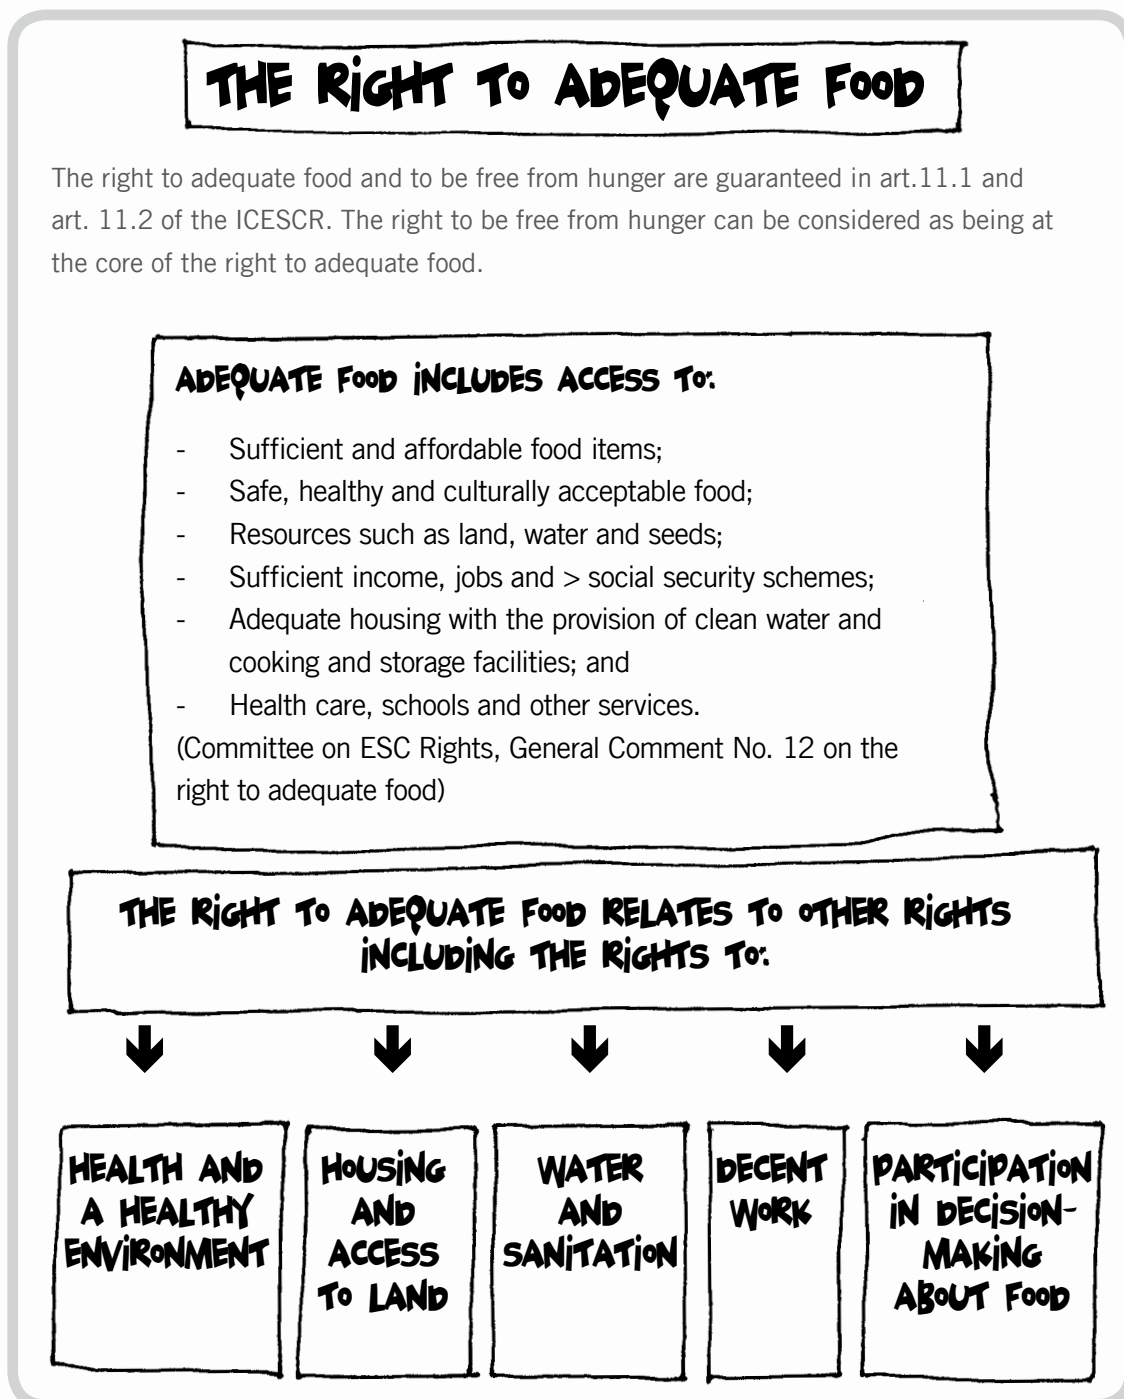 THE RiGHT To ADEQUATE FooD
The right to adequate food and to be free from hunger are guaranteed in art.11.1 and
art. 11.2 of the ICESCR. The right to be free from hunger can be considered as being at
the core of the right to adequate food.
ADEQUATE FooD iNCLUDES ACCESS To:
- Sufficient and affordable food items;
- Safe, healthy and culturally acceptable food;
- Resources such as land, water and seeds;
- Sufficient income, jobs and > social security schemes;
- Adequate housing with the provision of clean water and
cooking and storage facilities; and
- Health care, schools and other services.
(Committee on ESC Rights, General Comment No. 12 on the
right to adequate food)
THE RiGHT To ADEQUATE FooD RELATES To oTHER RiGHTS
iNCLUDiNG THE RiGHTS To:
HEALTH AND
A HEALTHY
ENViRoNMENT
HoUSiNG
AND
ACCESS
To LAND
WATER
AND
SANiTATioN
DECENT
WoRK
PARTiCiPATioN
iN DECiSioN-
MAKiNG
ABoUT FooD